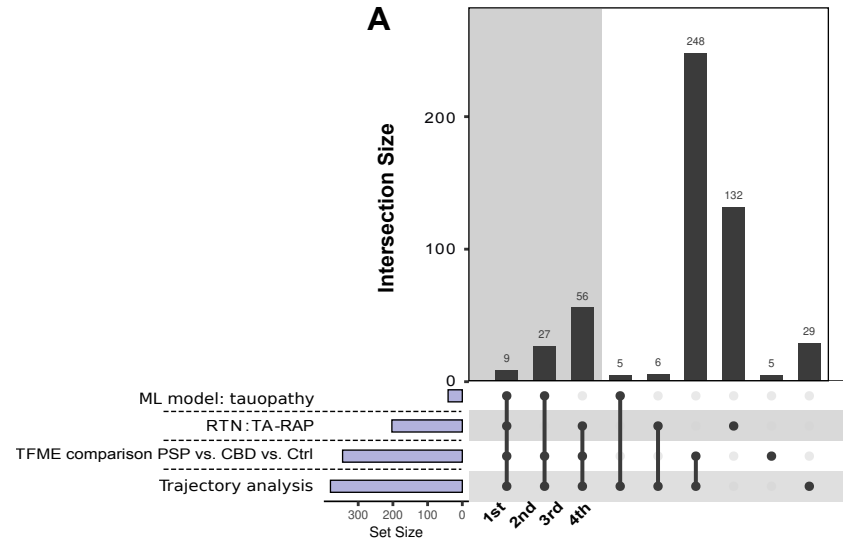 A
Intersection Size
200
100
0
9
27
56
5
6
248
132
5
29
ML model: tauopathy
RTN:TA-RAP
TFME comparison PSP vs. CBD vs. Ctrl
Trajectory analysis
300 200 100 0
Set Size
1st 2nd 3rd 4th